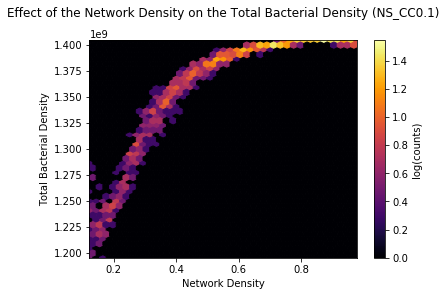 Effect of the Network Density on the Total Bacterial Density (NS_CC0.1)
1e9
1.400
1.375
1.350
1.325
1.300
1.275
1.250
1.225
1.200
Total Bacterial Density
0.2 0.4 0.6 0.8
Network Density
1.4
1.2
1.0
0.8
0.6
0.4
0.2
0.0
log(counts)